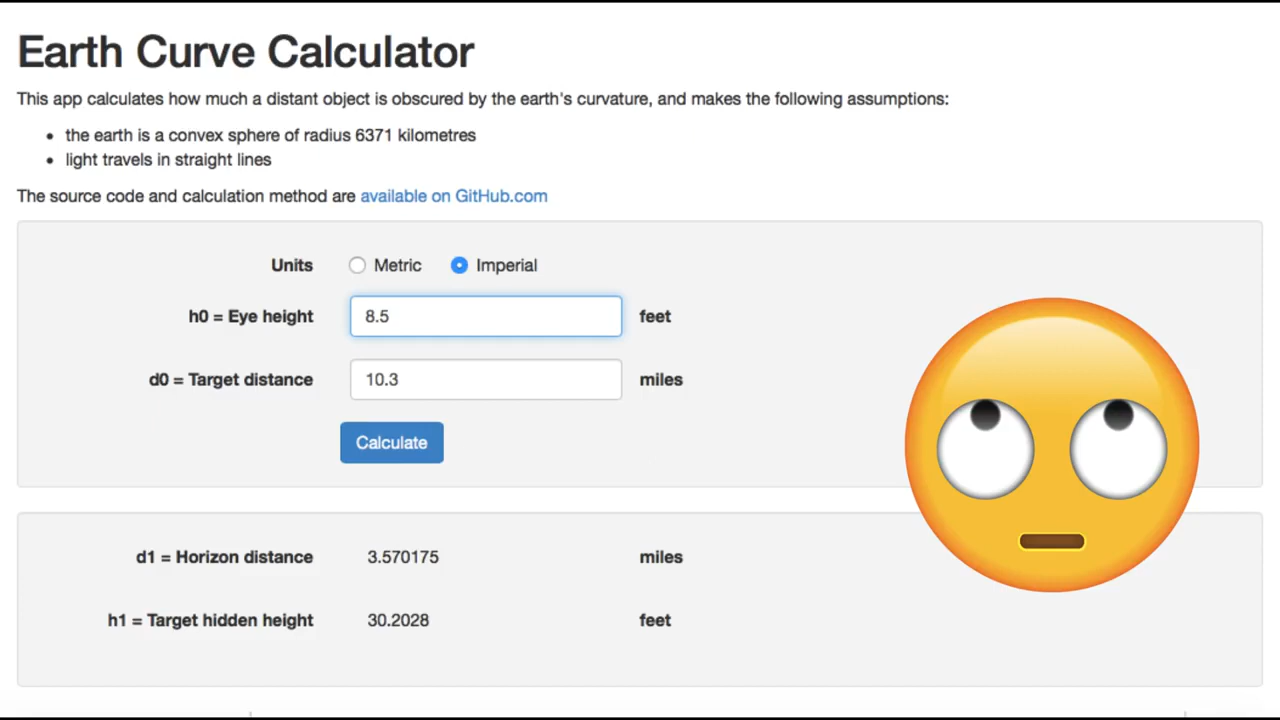 Earth Curve Calculator
This app calculates how much a distant object is obscured by the earth's curvature, and makes the following assumptions:
• the earth is a convex sphere of radius 6371 kilometres
• light travels in straight lines
The source code and calculation method are available on GitHub.com
Units Metric Imperial
h0 = Eye height 8.5 feet
d0 = Target distance 10.3 miles
Calculate
d1 = Horizon distance 3.570175 miles
h1 = Target hidden height 30.2028 feet